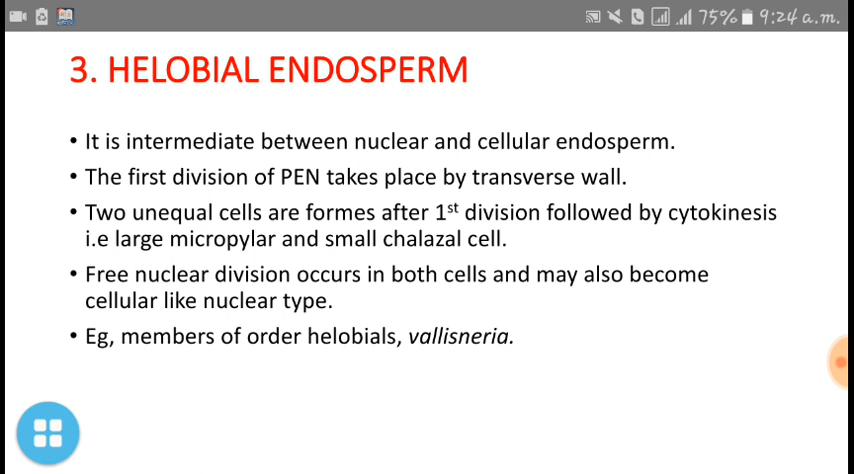 75% 9:24 a.m.
3. HELOBIAL ENDOSPERM
• It is intermediate between nuclear and cellular endosperm.
• The first division of PEN takes place by transverse wall.
• Two unequal cells are formes after 1st division followed by cytokinesis
i.e large micropylar and small chalazal cell.
• Free nuclear division occurs in both cells and may also become
cellular like nuclear type.
• Eg, members of order helobials, vallisneria.